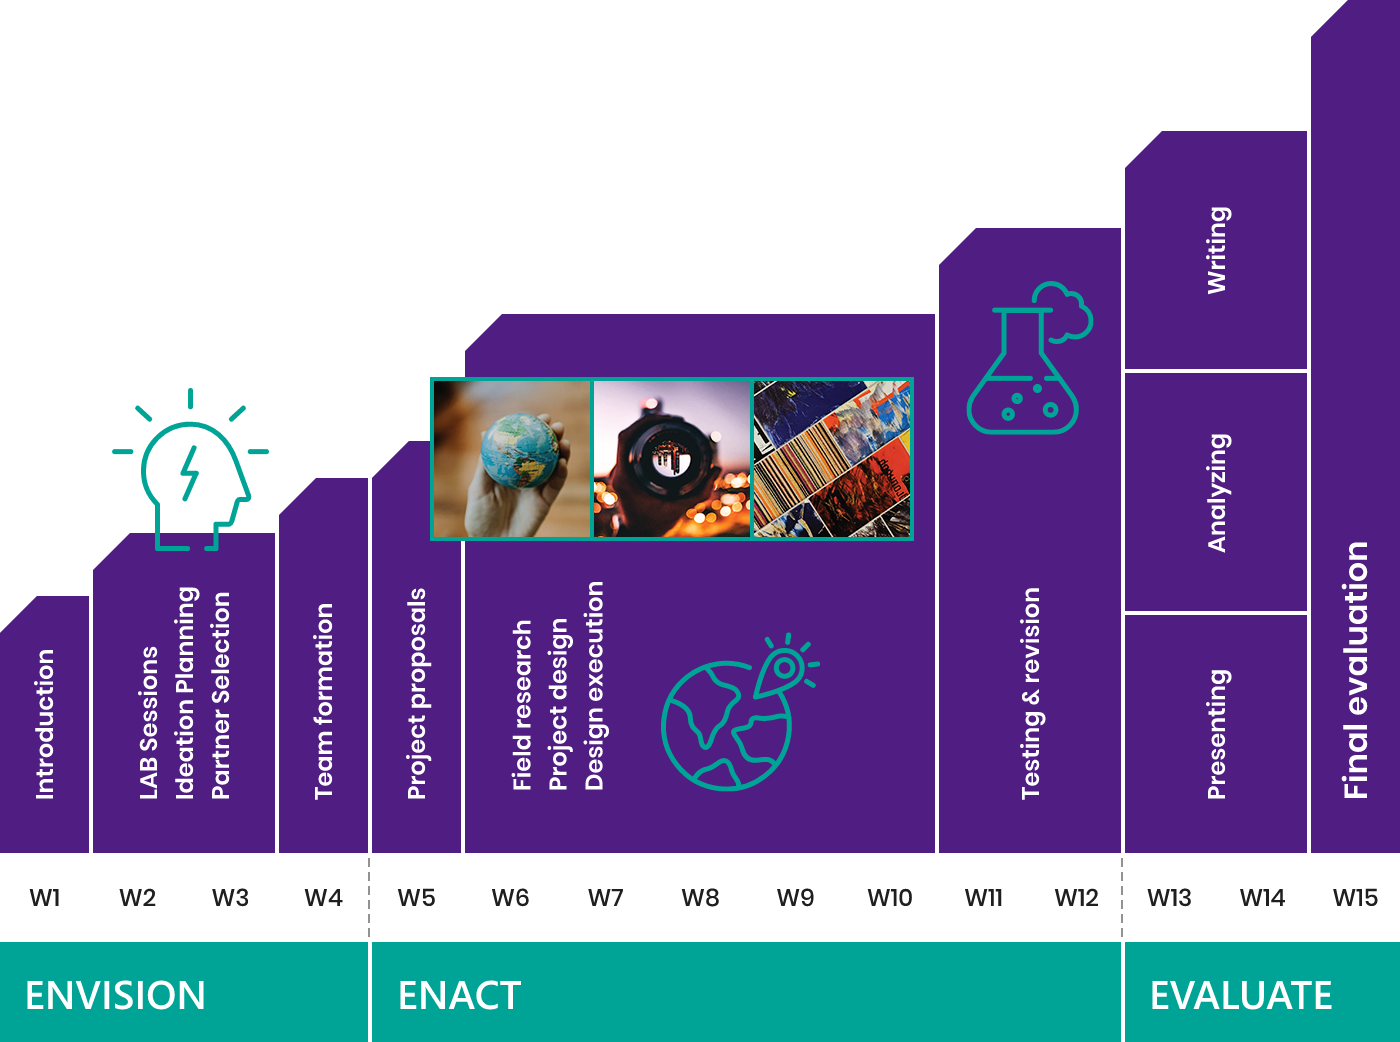 Introduction
LAB Sessions
Ideation Planning
Partner Selection
Team formation
Project proposals
Field research
Project design
Design execution
Testing & revision
Writing
Analyzing
Presenting
Final evaluation
W1 W2 W3 W4 W5 W6 W7 W8 W9 W10 W11 W12 W13 W14 W15
ENVISION ENACT EVALUATE